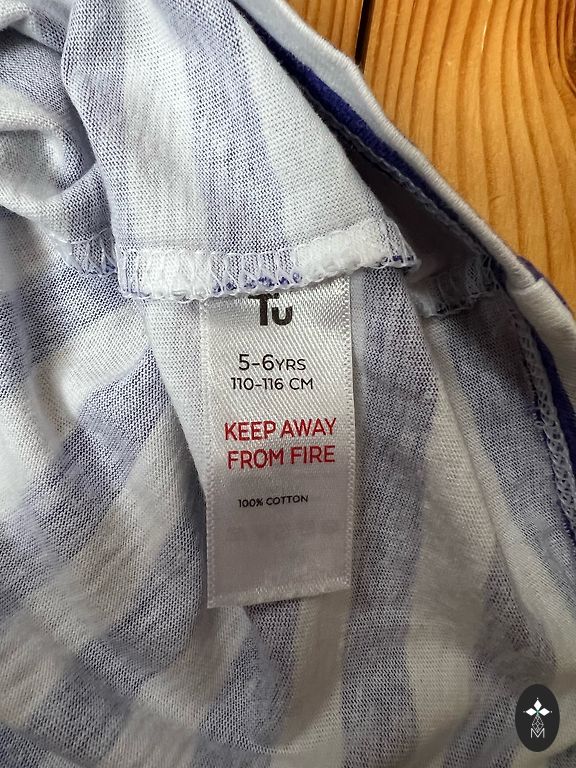 Tu
5-6YRS
110-116 CM
KEEP AWAY
FROM FIRE
100% COTTON